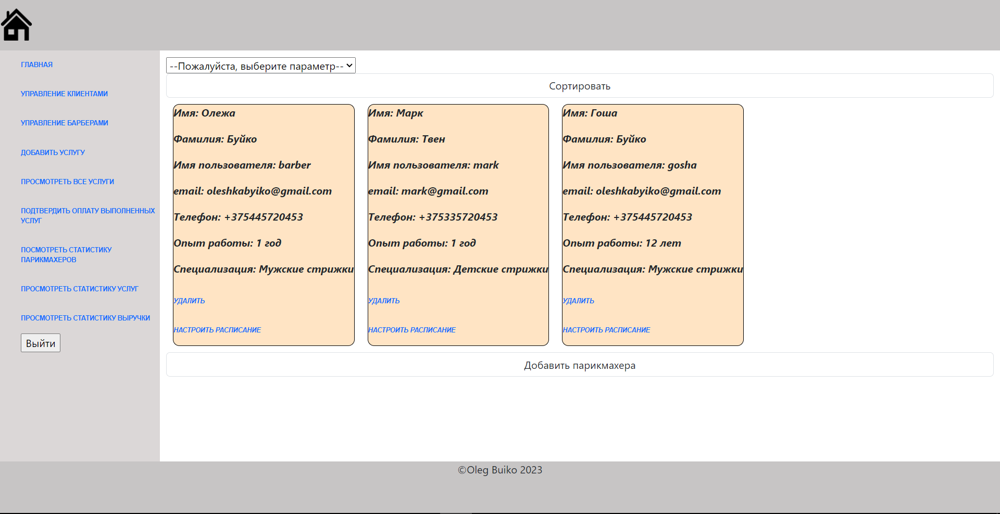 ГЛАВНАЯ
УПРАВЛЕНИЕ КЛИЕНТАМИ
УПРАВЛЕНИЕ БАРБЕРАМИ
ДОБАВИТЬ УСЛУГУ
ПРОСМОТРЕТЬ ВСЕ УСЛУГИ
ПОДТВЕРДИТЬ ОПЛАТУ ВЫПОЛНЕННЫХ
УСЛУГ
ПОСМОТРЕТЬ СТАТИСТИКУ
ПАРИКМАХЕРОВ
ПРОСМОТРЕТЬ СТАТИСТИКУ УСЛУГ
ПРОСМОТРЕТЬ СТАТИСТИКУ ВЫРУЧКИ
Выйти
--Пожалуйста, выберите параметр--
Сортировать
Имя: Олежа
Фамилия: Буйко
Имя пользователя: barber
email: oleshkabyiko@gmail.com
Телефон: +375445720453
Опыт работы: 1 год
Специализация: Мужские стрижки
УДАЛИТЬ
НАСТРОИТЬ РАСПИСАНИЕ
Имя: Марк
Фамилия: Твен
Имя пользователя: mark
email: mark@gmail.com
Телефон: +375335720453
Опыт работы: 1 год
Специализация: Детские стрижки
УДАЛИТЬ
НАСТРОИТЬ РАСПИСАНИЕ
Имя: Гоша
Фамилия: Буйко
Имя пользователя: gosha
email: oleshkabyiko@gmail.com
Телефон: +375445720453
Опыт работы: 12 лет
Специализация: Мужские стрижки
УДАЛИТЬ
НАСТРОИТЬ РАСПИСАНИЕ
Добавить парикмахера
©Oleg Buiko 2023